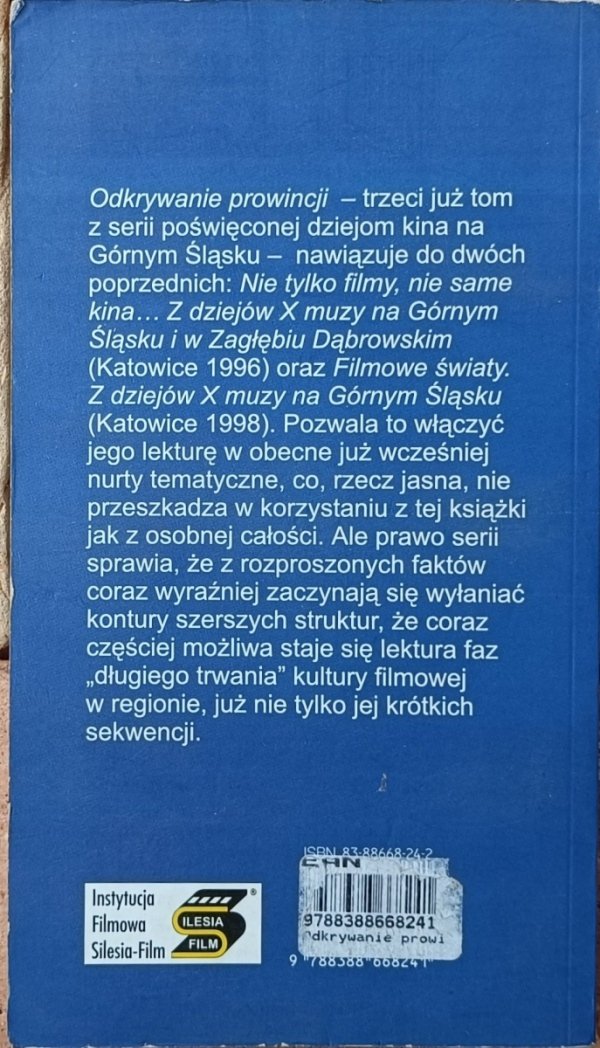 Odkrywanie prowincji – trzeci już tom
z serii poświęconej dziejom kina na
Górnym Śląsku – nawiązuje do dwóch
poprzednich: Nie tylko filmy, nie same
kina... Z dziejów X muzy na Górnym
Śląsku i w Zagłębiu Dąbrowskim
(Katowice 1996) oraz Filmowe światy.
Z dziejów X muzy na Górnym Śląsku
(Katowice 1998). Pozwala to włączyć
jego lekturę w obecne już wcześniej
nurty tematyczne, co, rzecz jasna, nie
przeszkadza w korzystaniu z tej książki
jak z osobnej całości. Ale prawo serii
sprawia, że z rozproszonych faktów
coraz wyraźniej zaczynają się wyłaniać
kontury szerszych struktur, że coraz
częściej możliwa staje się lektura faz
„długiego trwania” kultury filmowej
w regionie, już nie tylko jej krótkich
sekwencji.
Instytucja
Filmowa
Silesia-Film
SILESIA
FILM
®
ISBN 83-88668-24-2
EAN
9788388668241
Odkrywanie prowi
9 788388 668241